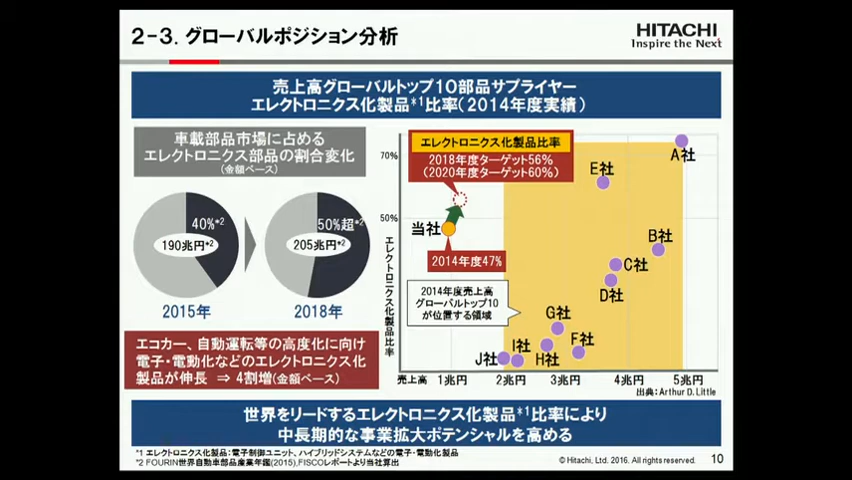 2-3. グローバルポジション分析
HITACHI
Inspire the Next
売上高グローバルトップ10部品サプライヤー
エレクトロニクス化製品*1比率(2014年度実績)
車載部品市場に占める
エレクトロニクス部品の割合変化
(金額ベース)
40%*2
190兆円*2
2015年
50%超*2
205兆円*2
2018年
エコカー、自動運転等の高度化に向け
電子・電動化などのエレクトロニクス化
製品が伸長 ⇒ 4割増(金額ベース)
エレクトロニクス化製品比率
2018年度ターゲット56%
(2020年度ターゲット60%)
70%
50%
エレクトロニクス化製品比率
当社
2014年度47%
2014年度売上高
グローバルトップ10
が位置する領域
A社
E社
B社
C社
D社
G社
F社
I社
H社
J社
売上高
1兆円
2兆円
3兆円
4兆円
5兆円
出典:Arthur D. Little
世界をリードするエレクトロニクス化製品*1比率により
中長期的な事業拡大ポテンシャルを高める
*1 エレクトロニクス化製品:電子制御ユニット、ハイブリッドシステムなどの電子・電動化製品
*2 FOURIN世界自動車部品産業年鑑(2015),FISCOレポートより当社算出
© Hitachi, Ltd. 2016. All rights reserved.
10